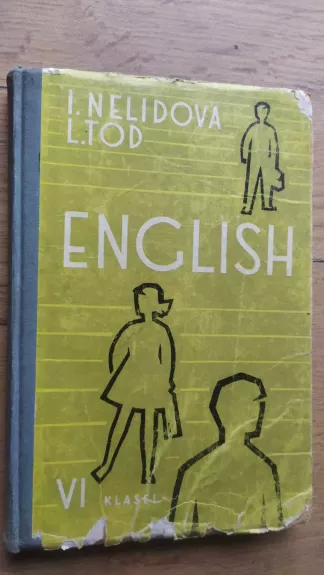 I. NELIDOVA
L. TOD
ENGLISH
VI KLASEI